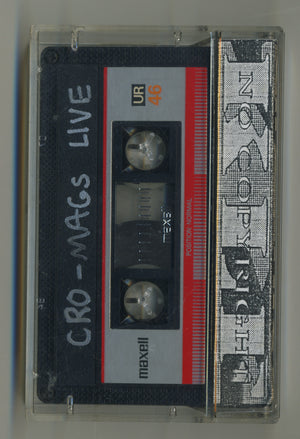 CRO-MAGS LIVE
UR
46
POSITION NORMAL
maxell
NO COPYRIGHT